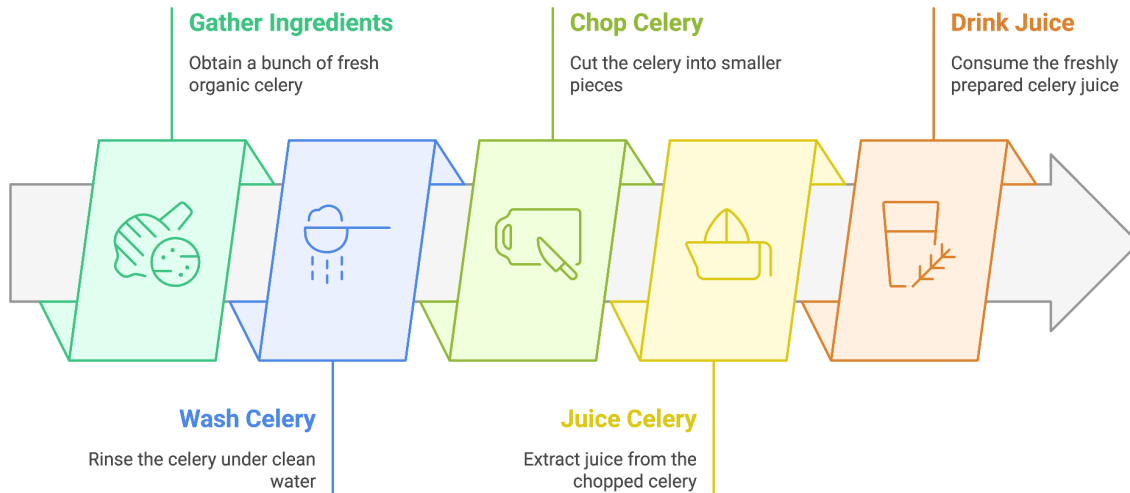 Gather Ingredients
Obtain a bunch of fresh
organic celery
Chop Celery
Cut the celery into smaller
pieces
Drink Juice
Consume the freshly
prepared celery juice
Wash Celery
Rinse the celery under clean
water
Juice Celery
Extract juice from the
chopped celery